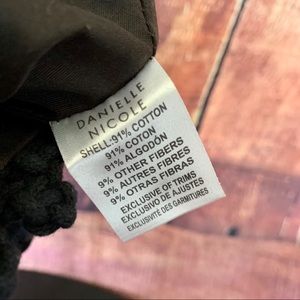 DANIELLE
NICOLE
SHELL:91% COTTON
91% COTON
91% ALGODÓN
9% OTHER FIBERS
9% AUTRES FIBRES
9% OTRAS FIBRAS
EXCLUSIVE OF TRIMS
EXCLUSIVO DE AJUSTES
EXCLUSIVITÉ DES GARNITURES